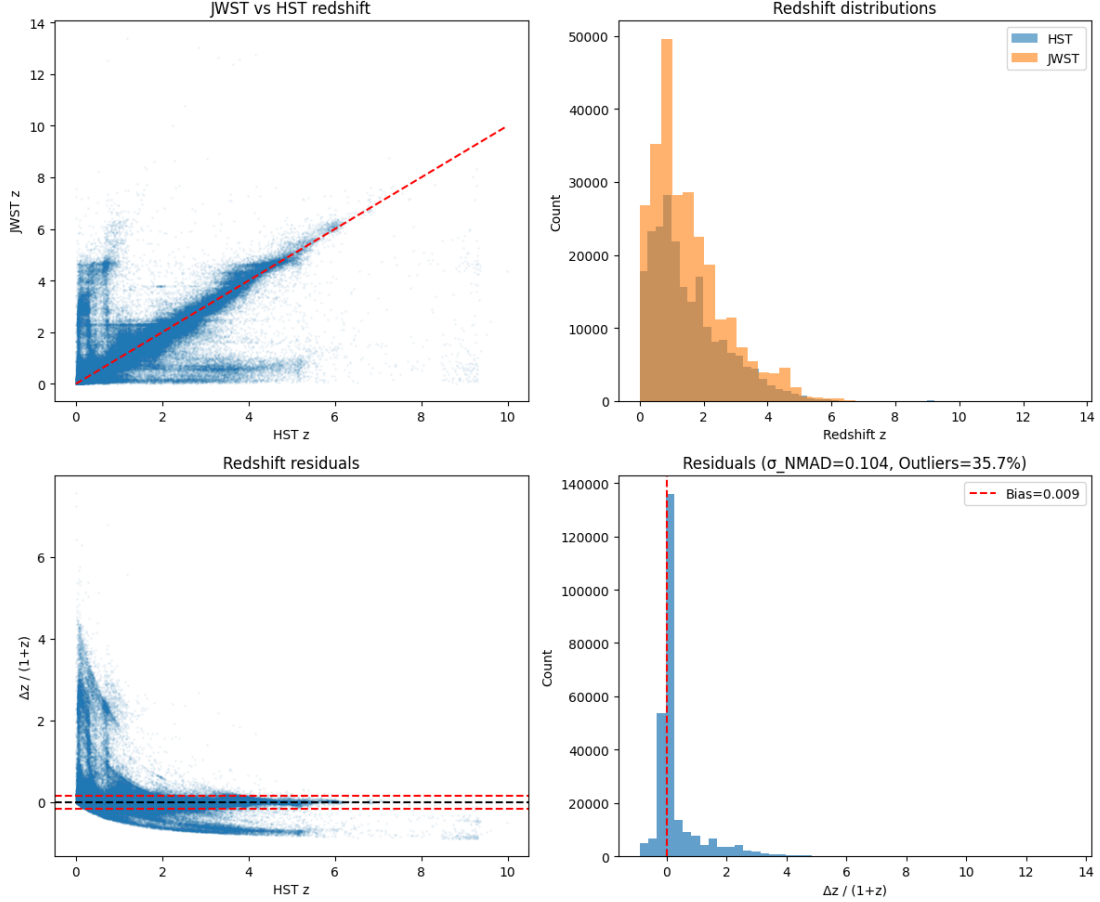 JWST vs HST redshift
14
12
10
8
6
4
2
0
JWST z
0 2 4 6 8 10
HST z
Redshift distributions
50000
40000
30000
20000
10000
0
Count
HST
JWST
0 2 4 6 8 10 12 14
Redshift z
Redshift residuals
6
4
2
0
Δz / (1+z)
0 2 4 6 8 10
HST z
Residuals (σ_NMAD=0.104, Outliers=35.7%)
140000
120000
100000
80000
60000
40000
20000
0
Count
Bias=0.009
0 2 4 6 8 10 12 14
Δz / (1+z)